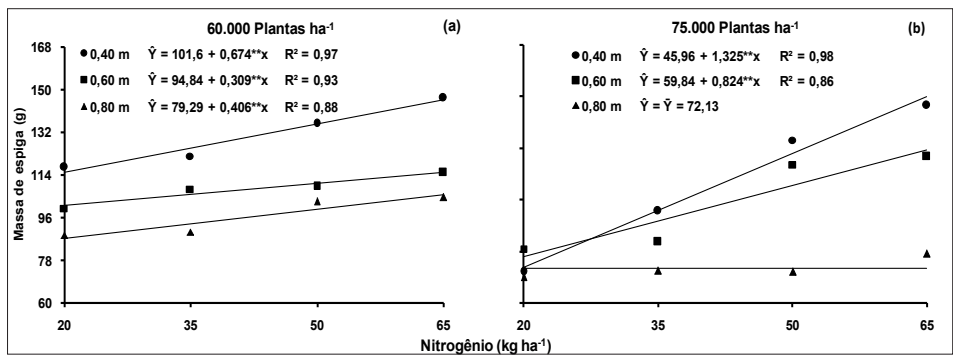 60.000 Plantas ha⁻¹ (a)
● 0,40 m Ŷ = 101,6 + 0,674**x R² = 0,97
■ 0,60 m Ŷ = 94,84 + 0,309**x R² = 0,93
▲ 0,80 m Ŷ = 79,29 + 0,406**x R² = 0,88
75.000 Plantas ha⁻¹ (b)
● 0,40 m Ŷ = 45,96 + 1,325**x R² = 0,98
■ 0,60 m Ŷ = 59,84 + 0,824**x R² = 0,86
▲ 0,80 m Ŷ = Ȳ = 72,13
Massa de espiga (g)
168
150
132
114
96
78
60
20 35 50 65
20 35 50 65
Nitrogênio (kg ha⁻¹)